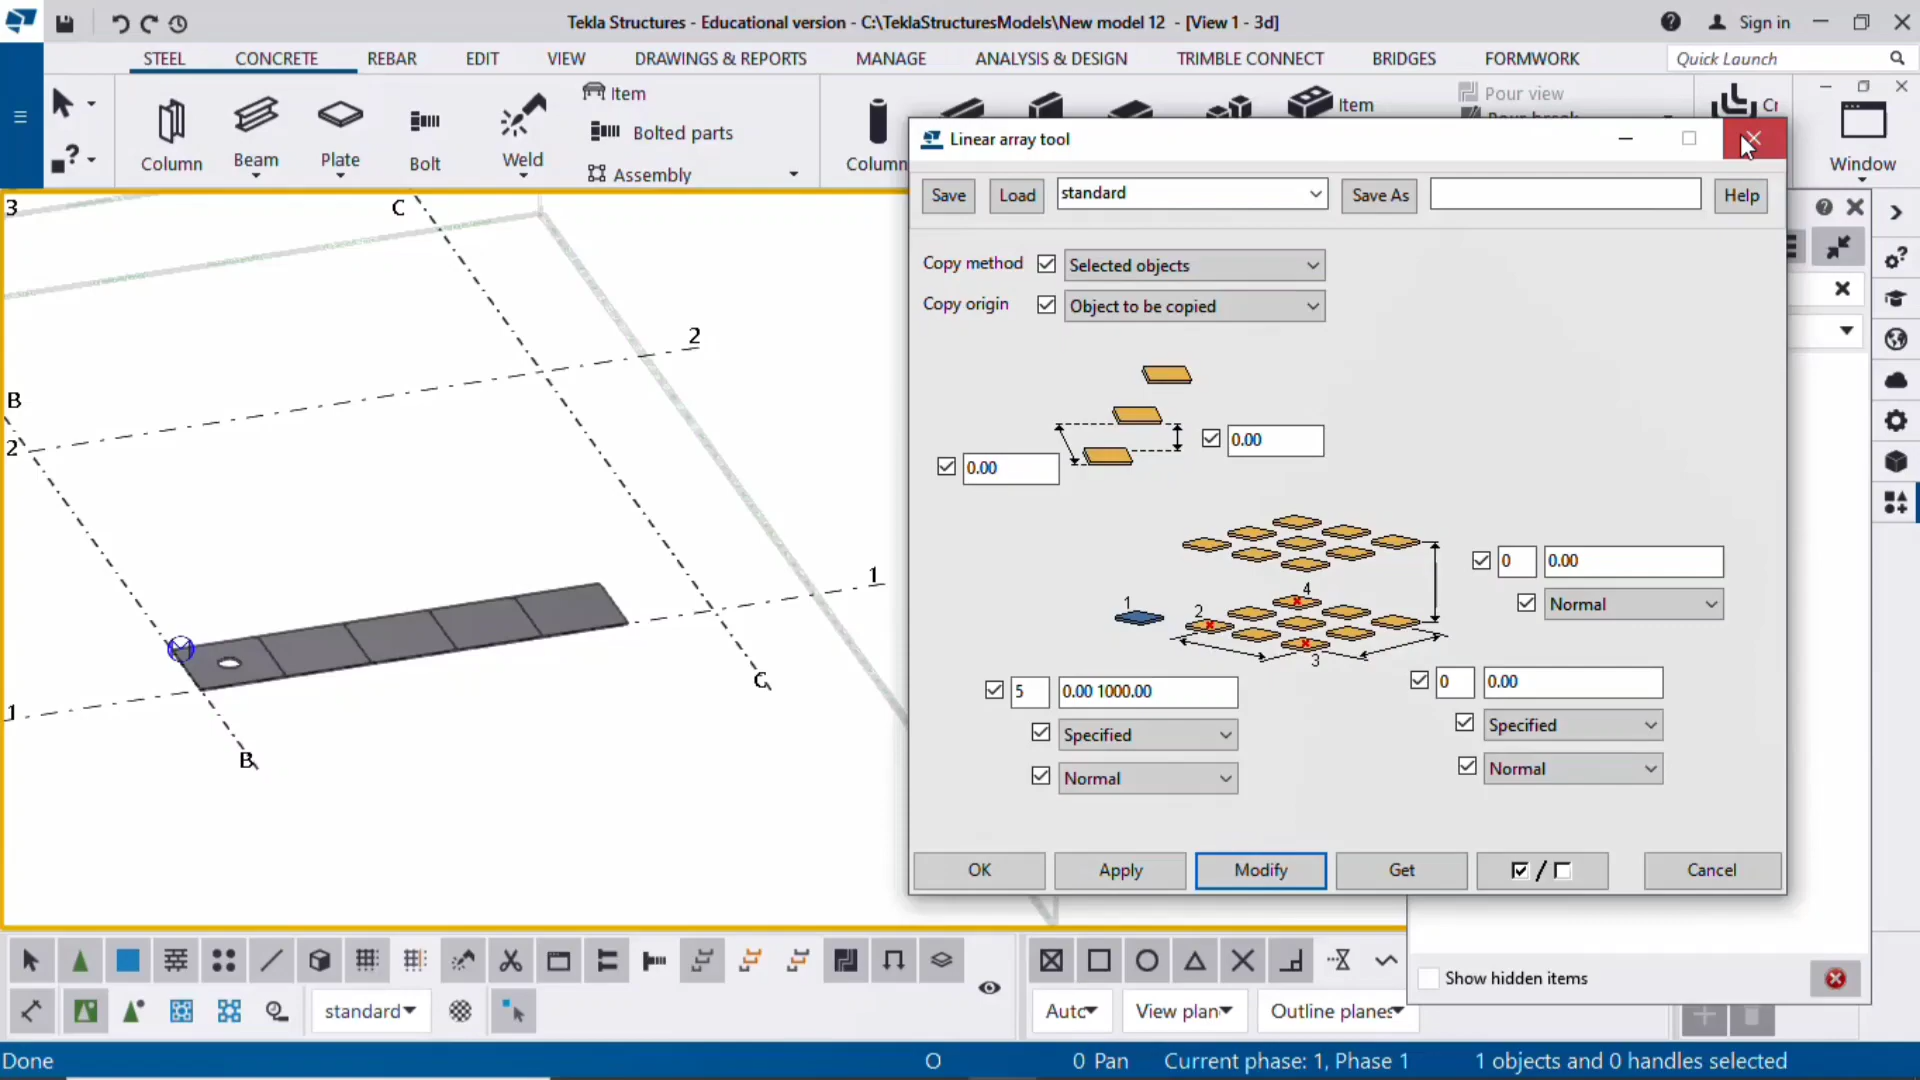 Tekla Structures - Educational version - C:\TeklaStructuresModels\New model 12 - [View 1 - 3d]
Sign in
STEEL CONCRETE REBAR EDIT VIEW DRAWINGS & REPORTS MANAGE ANALYSIS & DESIGN TRIMBLE CONNECT BRIDGES FORMWORK Quick Launch
Item
Bolted parts
Assembly
Column Beam Plate Bolt Weld
Column
Item
Pour view
Window
Linear array tool
Save Load standard Save As Help
Copy method Selected objects
Copy origin Object to be copied
0.00
0.00
0 0.00
Normal
1 2 3 4
5 0.00 1000.00
Specified
Normal
0 0.00
Specified
Normal
OK Apply Modify Get / Cancel
3
C
2
B
2
1
C
1
B
Show hidden items
standard
Auto View plan Outline planes
Done
O
0 Pan
Current phase: 1, Phase 1
1 objects and 0 handles selected